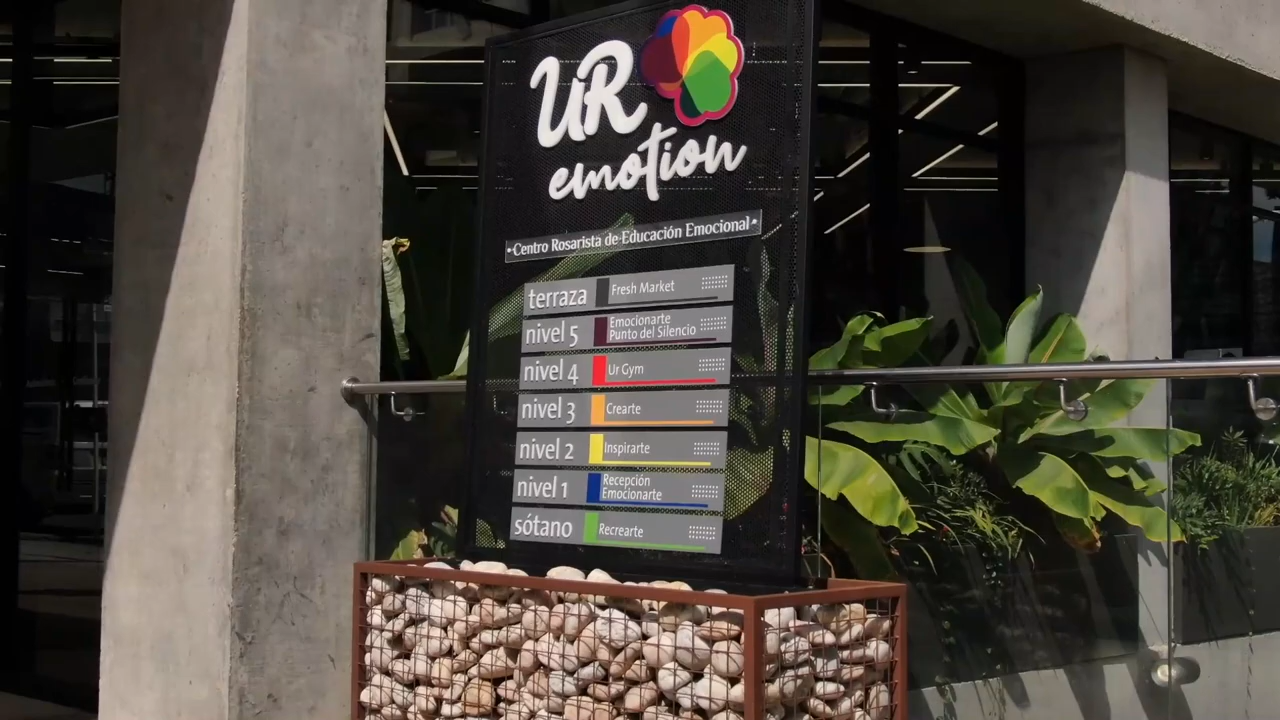 UR
emotion
Centro Rosarista de Educación Emocional
terraza Fresh Market
nivel 5 Emocionarte
Punto del Silencio
nivel 4 Ur Gym
nivel 3 Crearte
nivel 2 Inspirarte
nivel 1 Recepción
Emocionarte
sótano Recrearte